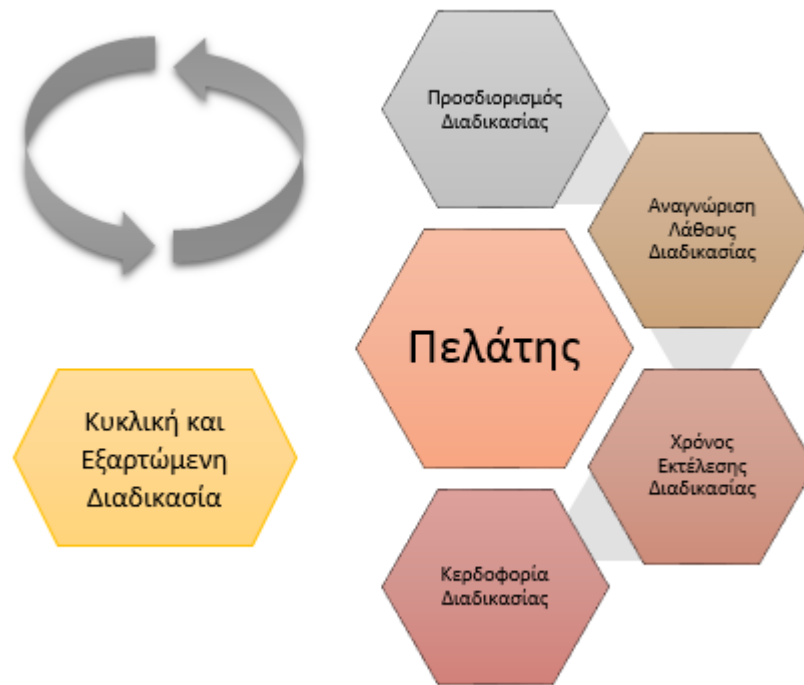 Προσδιορισμός
Διαδικασίας
Αναγνώριση
Λάθους
Διαδικασίας
Πελάτης
Κυκλική και
Εξαρτώμενη
Διαδικασία
Χρόνος
Εκτέλεσης
Διαδικασίας
Κερδοφορία
Διαδικασίας